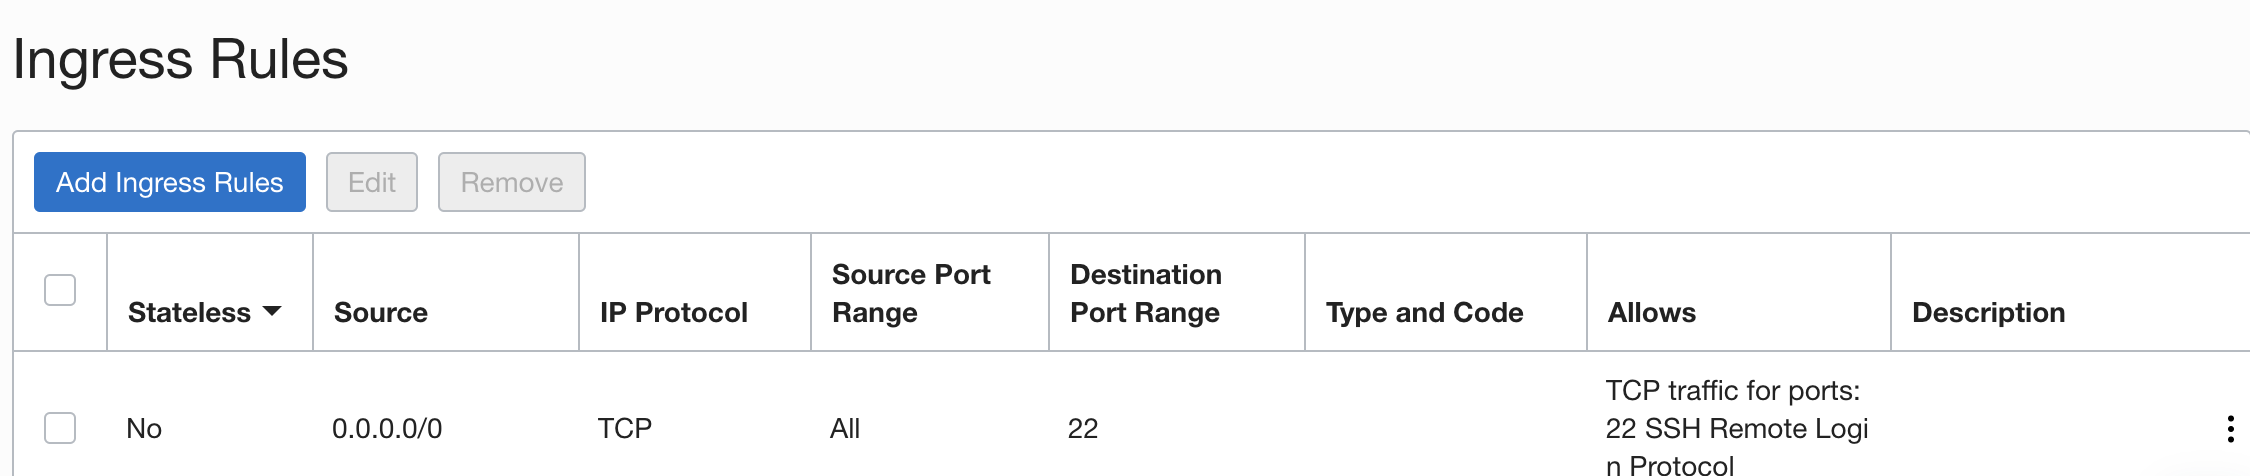 Ingress Rules
Add Ingress Rules Edit Remove
Stateless Source IP Protocol Source Port Range Destination Port Range Type and Code Allows Description
No 0.0.0.0/0 TCP All 22 TCP traffic for ports:
22 SSH Remote Logi
n Protocol